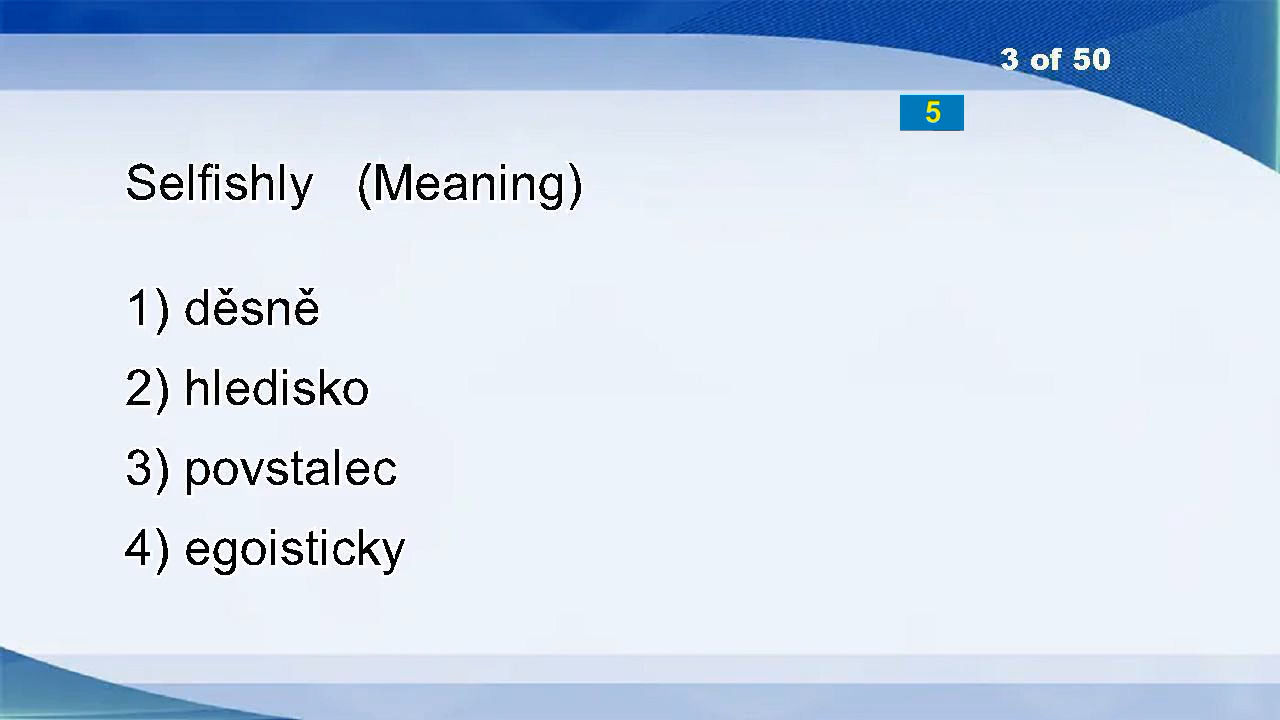 3 of 50
5
Selfishly (Meaning)
1) děsně
2) hledisko
3) povstalec
4) egoisticky